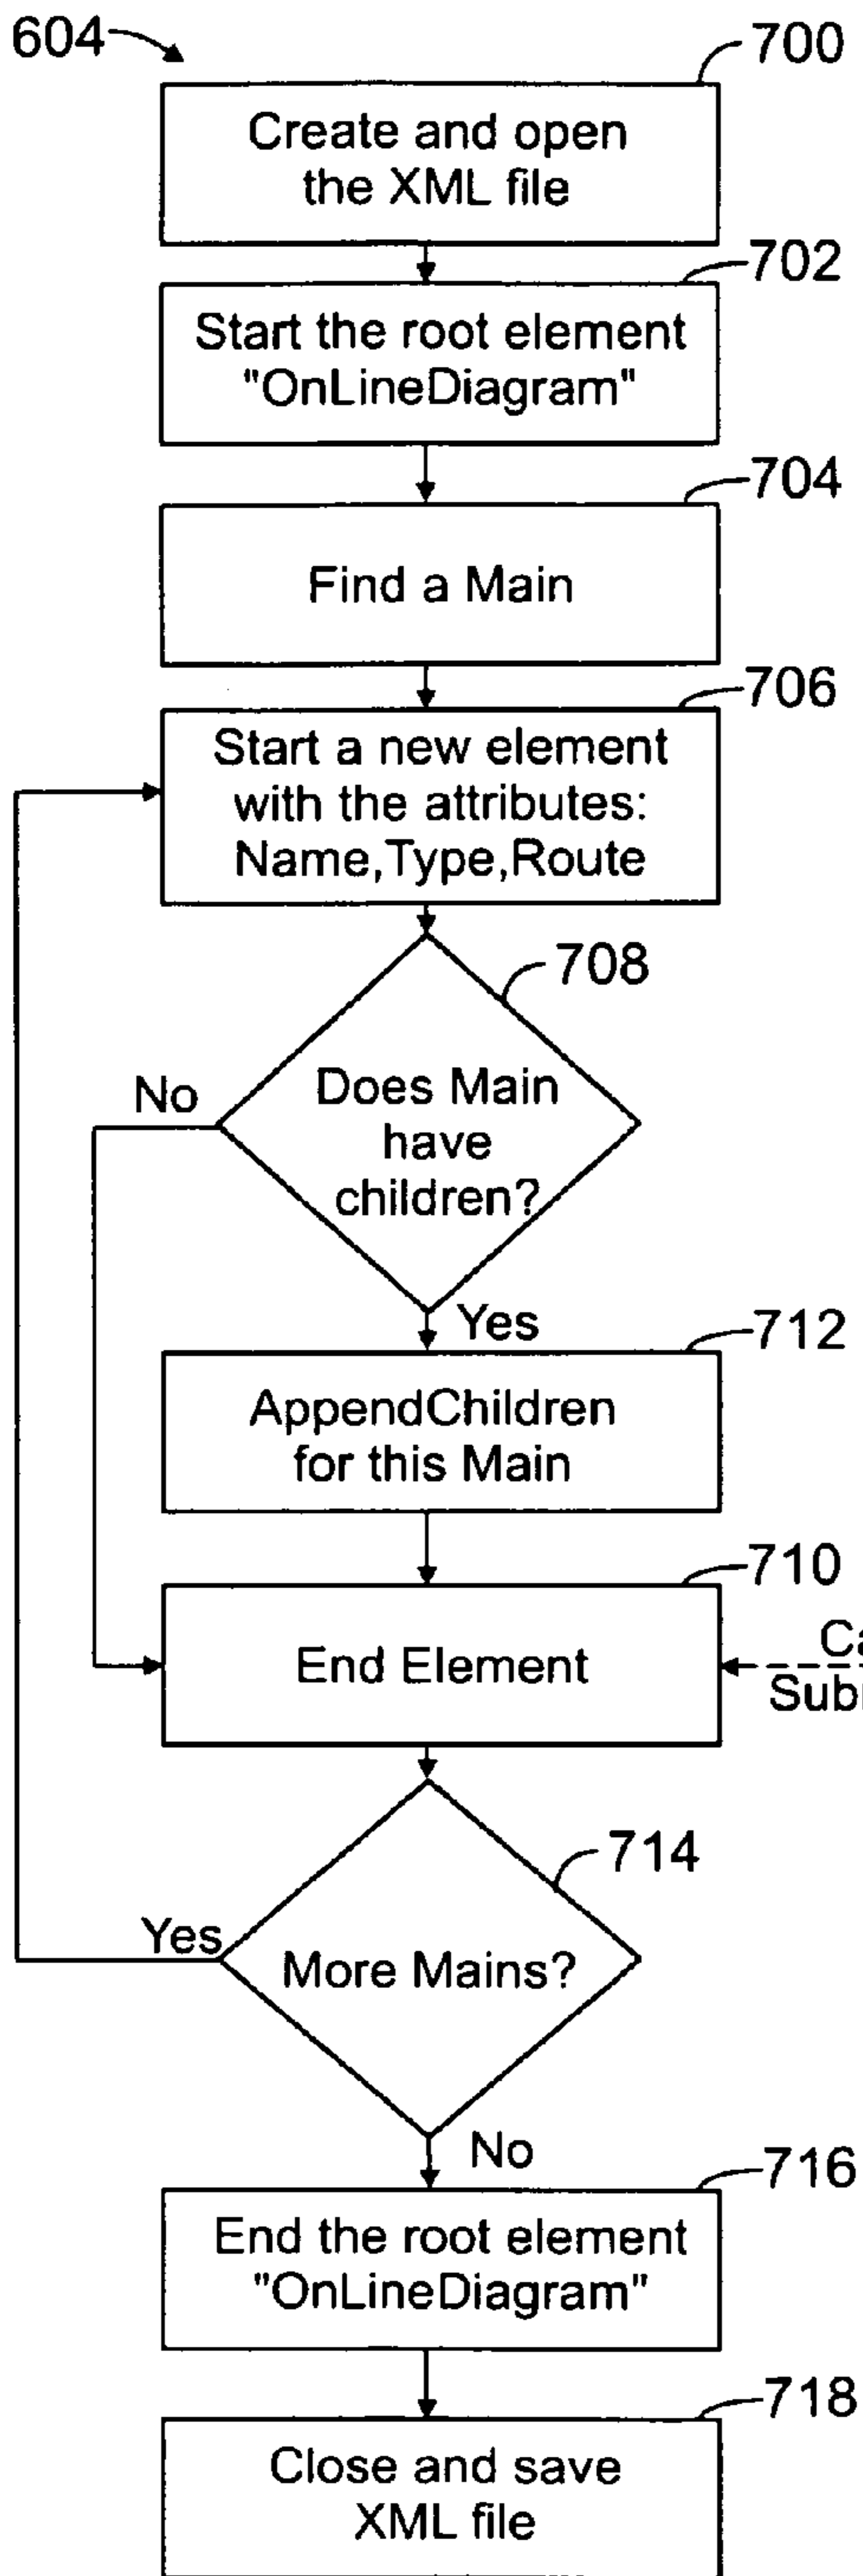 604
700
Create and open
the XML file
702
Start the root element
"OnLineDiagram"
704
Find a Main
706
Start a new element
with the attributes:
Name,Type,Route
708
Does Main
have
children?
No
Yes
712
AppendChildren
for this Main
710
End Element
714
More Mains?
Yes
No
716
End the root element
"OnLineDiagram"
718
Close and save
XML file